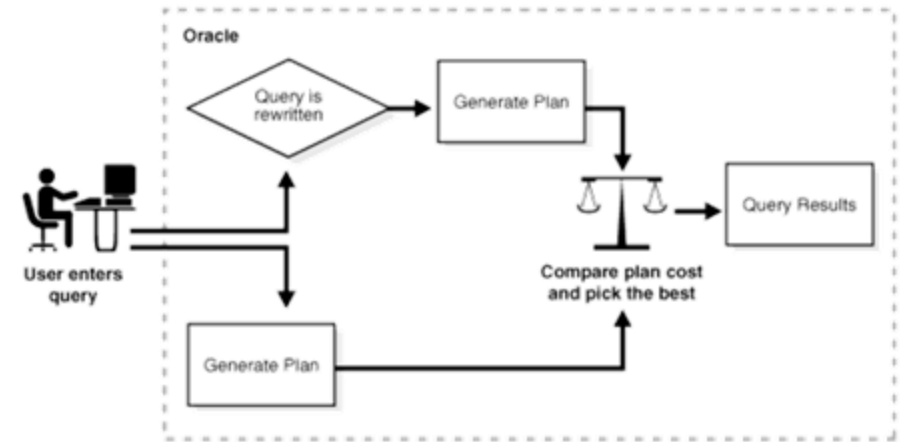 Oracle
Query is
rewritten
Generate Plan
Query Results
User enters
query
Compare plan cost
and pick the best
Generate Plan